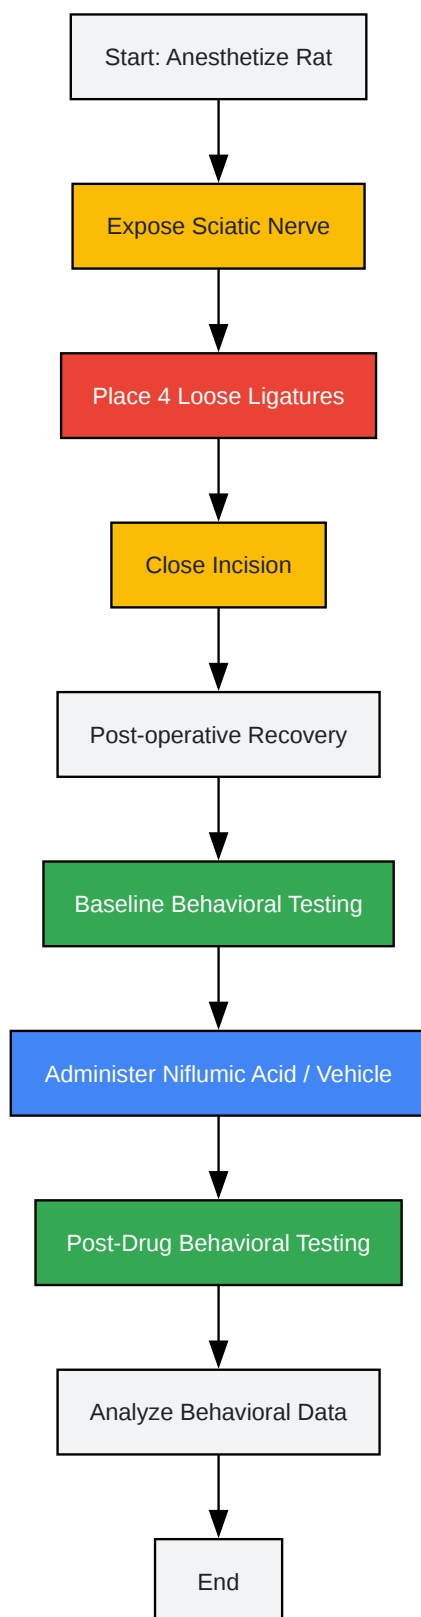 Start: Anesthetize Rat
Expose Sciatic Nerve
Place 4 Loose Ligatures
Close Incision
Post-operative Recovery
Baseline Behavioral Testing
Administer Niflumic Acid / Vehicle
Post-Drug Behavioral Testing
Analyze Behavioral Data
End